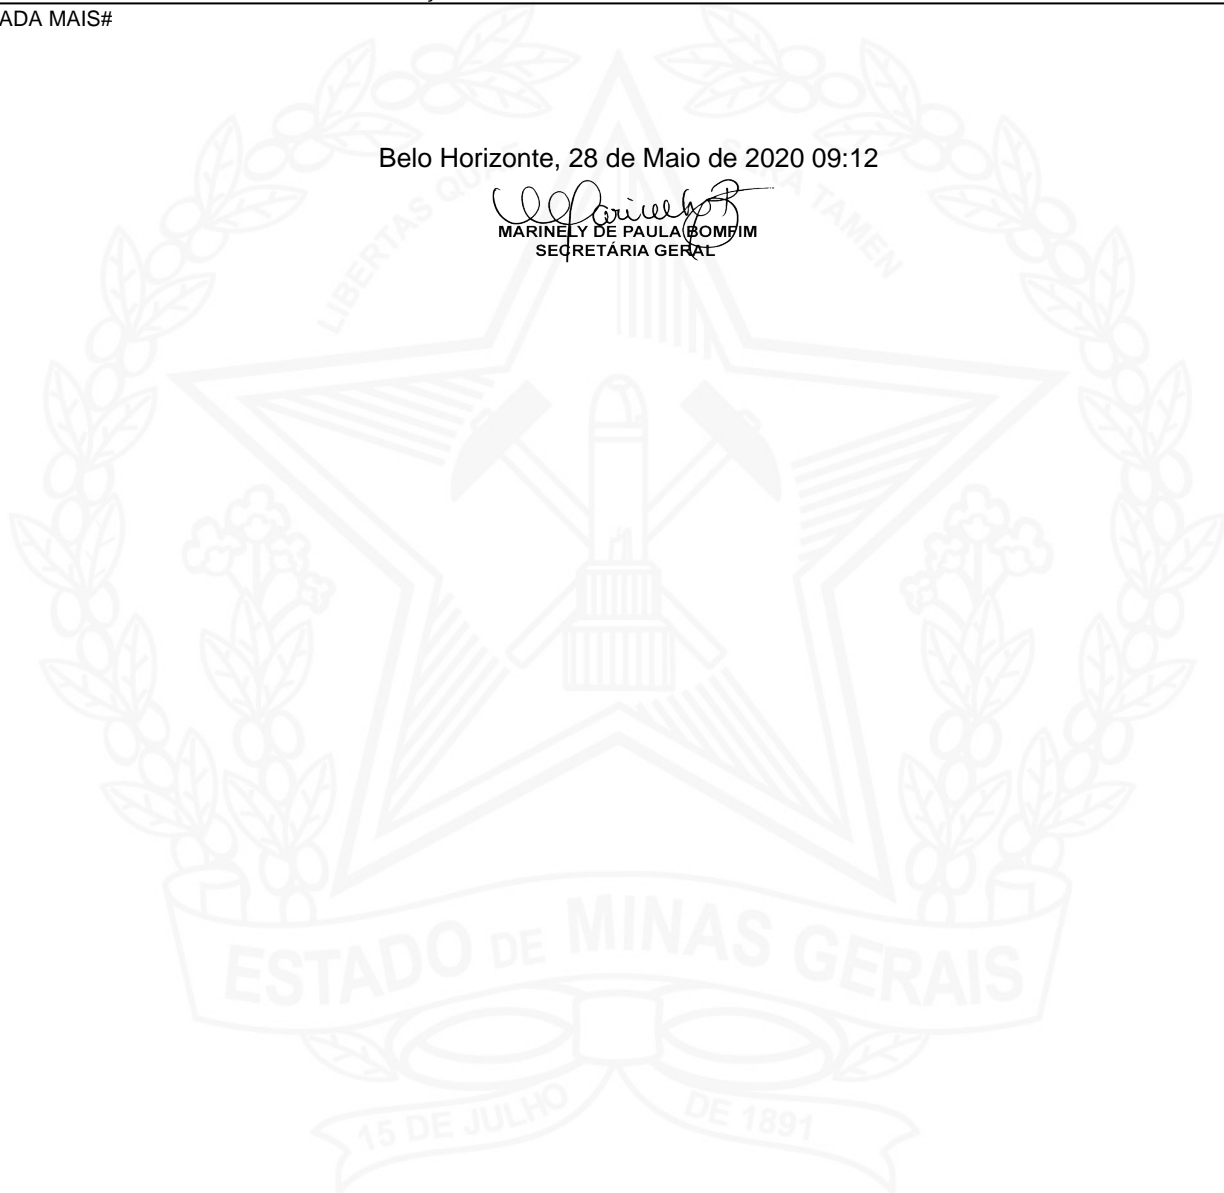 ADA MAIS#
Belo Horizonte, 28 de Maio de 2020 09:12
MARINELY DE PAULA BOMFIM
SECRETÁRIA GERAL
LIBERTAS QUÆ SERA TAMEN
ESTADO DE MINAS GERAIS
15 DE JULHO DE 1891